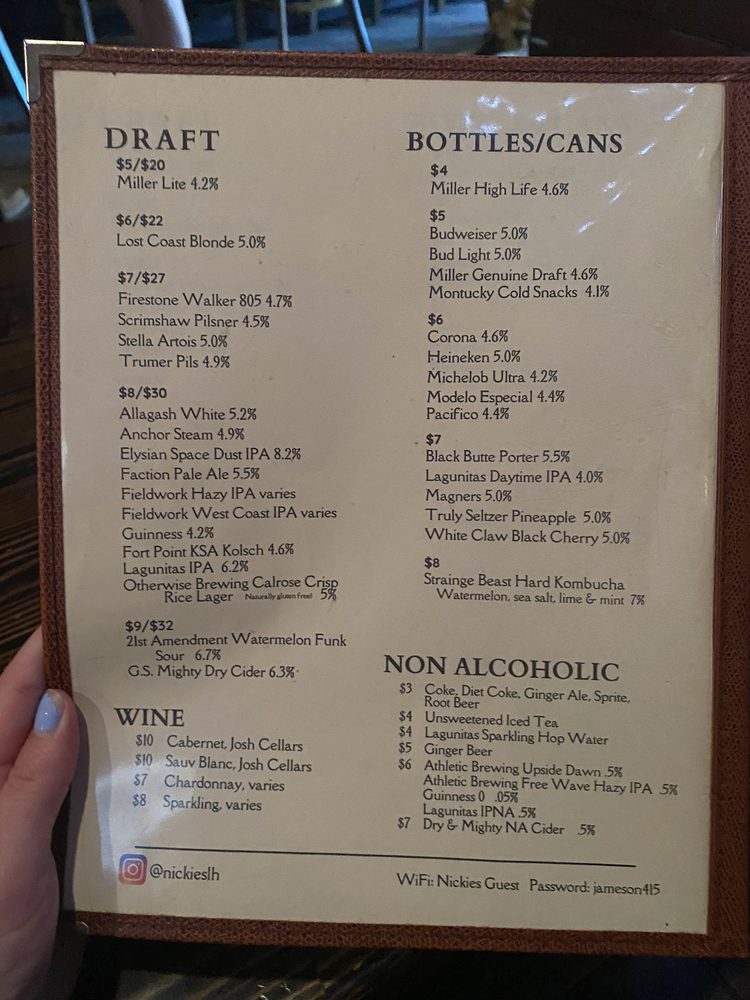 DRAFT
$5/$20
Miller Lite 4.2%
$6/$22
Lost Coast Blonde 5.0%
$7/$27
Firestone Walker 805 4.7%
Scrimshaw Pilsner 4.5%
Stella Artois 5.0%
Trumer Pils 4.9%
$8/$30
Allagash White 5.2%
Anchor Steam 4.9%
Elysian Space Dust IPA 8.2%
Faction Pale Ale 5.5%
Fieldwork Hazy IPA varies
Fieldwork West Coast IPA varies
Guinness 4.2%
Fort Point KSA Kolsch 4.6%
Lagunitas IPA 6.2%
Otherwise Brewing Calrose Crisp
Rice Lager Naturally gluten free! 5%
$9/$32
21st Amendment Watermelon Funk
Sour 6.7%
G.S. Mighty Dry Cider 6.3%
WINE
$10 Cabernet, Josh Cellars
$10 Sauv Blanc, Josh Cellars
$7 Chardonnay, varies
$8 Sparkling, varies
BOTTLES/CANS
$4
Miller High Life 4.6%
$5
Budweiser 5.0%
Bud Light 5.0%
Miller Genuine Draft 4.6%
Montucky Cold Snacks 4.1%
$6
Corona 4.6%
Heineken 5.0%
Michelob Ultra 4.2%
Modelo Especial 4.4%
Pacifico 4.4%
$7
Black Butte Porter 5.5%
Lagunitas Daytime IPA 4.0%
Magners 5.0%
Truly Seltzer Pineapple 5.0%
White Claw Black Cherry 5.0%
$8
Strainge Beast Hard Kombucha
Watermelon, sea salt, lime & mint 7%
NON ALCOHOLIC
$3 Coke, Diet Coke, Ginger Ale, Sprite,
Root Beer
$4 Unsweetened Iced Tea
$4 Lagunitas Sparkling Hop Water
$5 Ginger Beer
$6 Athletic Brewing Upside Dawn .5%
Athletic Brewing Free Wave Hazy IPA .5%
Guinness 0 .05%
Lagunitas IPNA .5%
$7 Dry & Mighty NA Cider .5%
@nickieslh
WiFi: Nickies Guest Password: jameson415